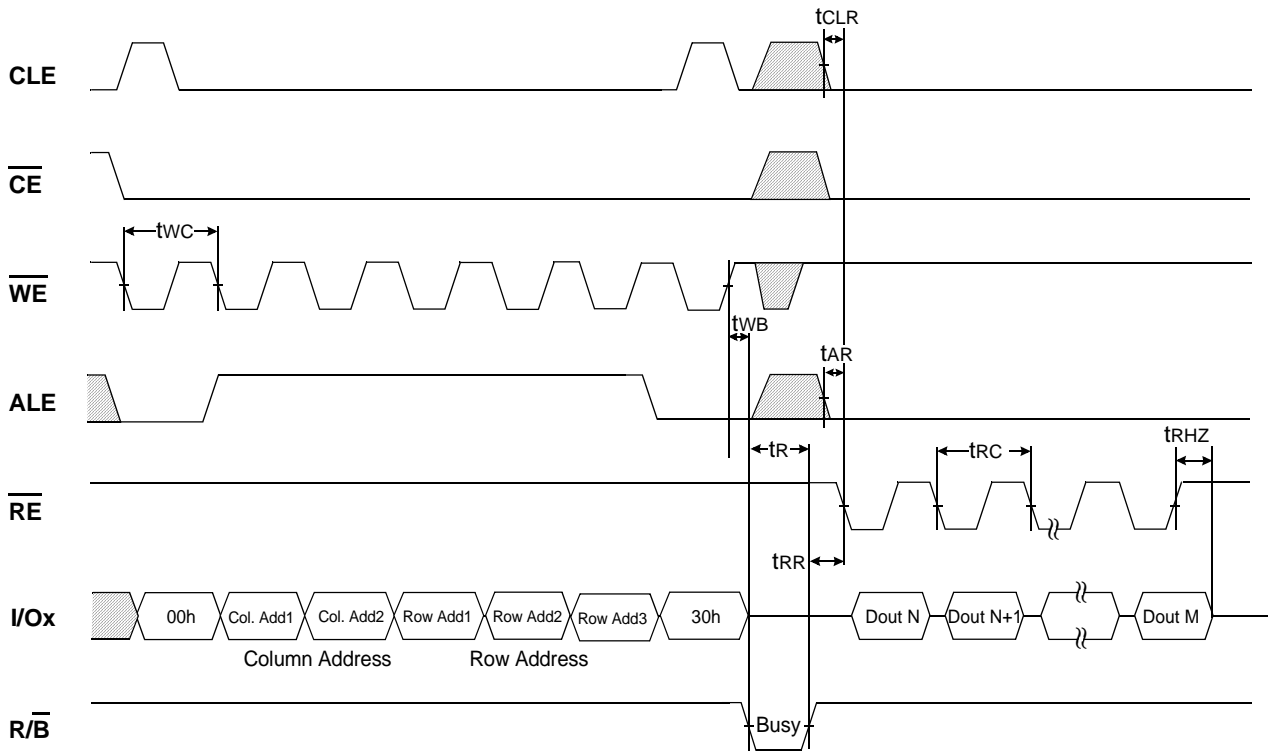 tCLR
CLE
CE
tWC
WE
tWB
tAR
ALE
tR
tRC
tRHZ
RE
tRR
I/Ox
00h
Col. Add1
Col. Add2
Row Add1
Row Add2
Row Add3
30h
Dout N
Dout N+1
Dout M
Column Address
Row Address
R/B
Busy